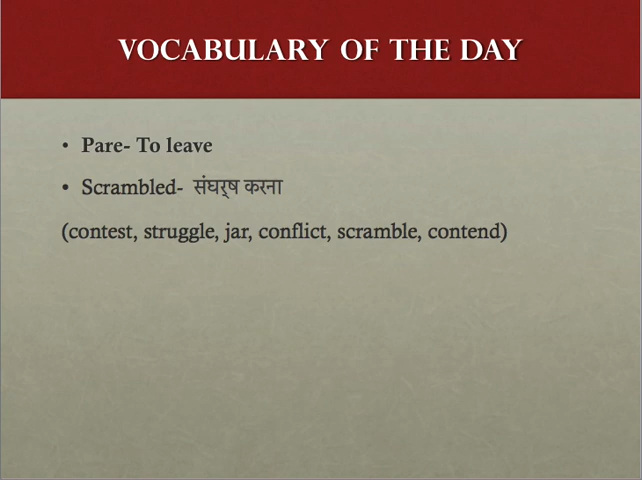 VOCABULARY OF THE DAY
• Pare- To leave
• Scrambled- संघर्ष करना
(contest, struggle, jar, conflict, scramble, contend)